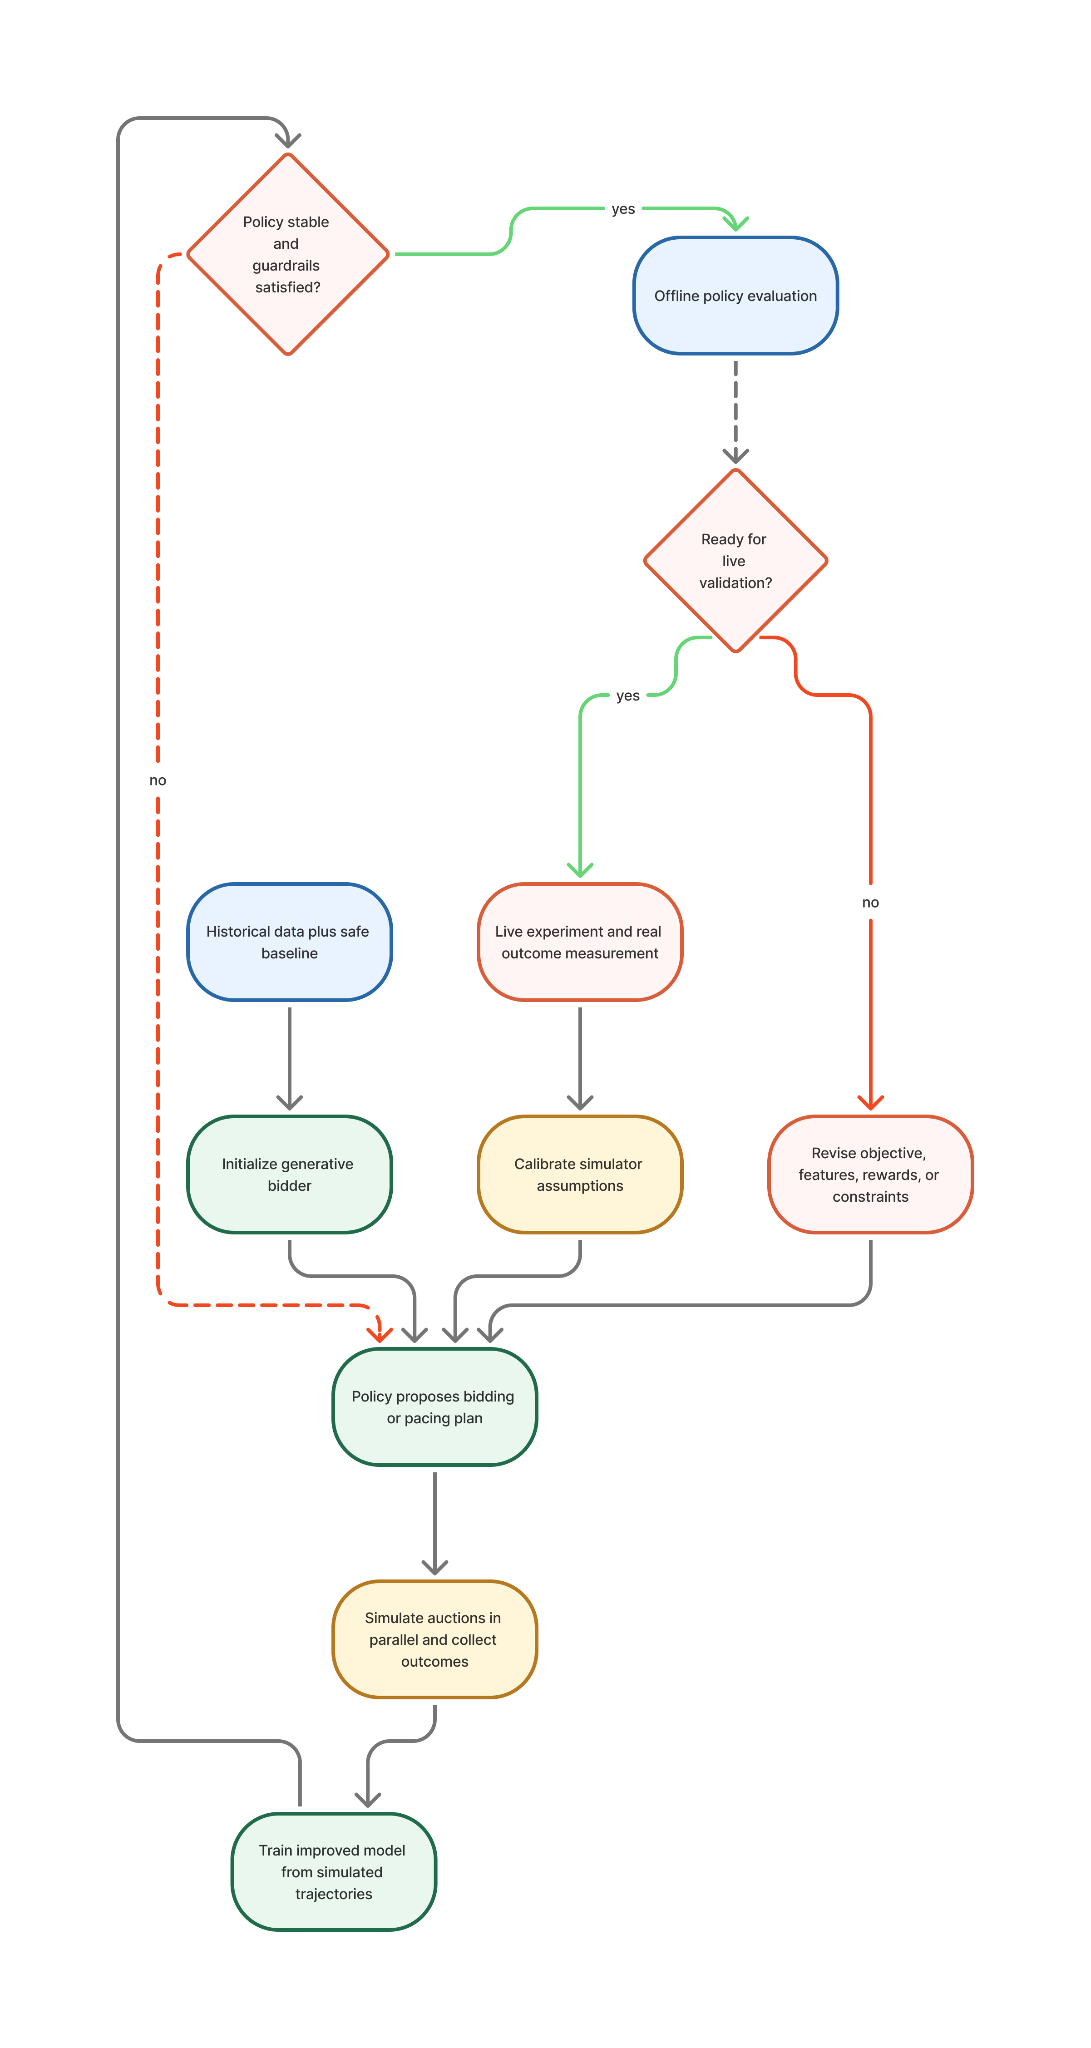 Policy stable
and
guardrails
satisfied?
yes
Offline policy evaluation
Ready for
live
validation?
yes
no
no
Historical data plus safe
baseline
Live experiment and real
outcome measurement
Initialize generative
bidder
Calibrate simulator
assumptions
Revise objective,
features, rewards, or
constraints
Policy proposes bidding
or pacing plan
Simulate auctions in
parallel and collect
outcomes
Train improved model
from simulated
trajectories